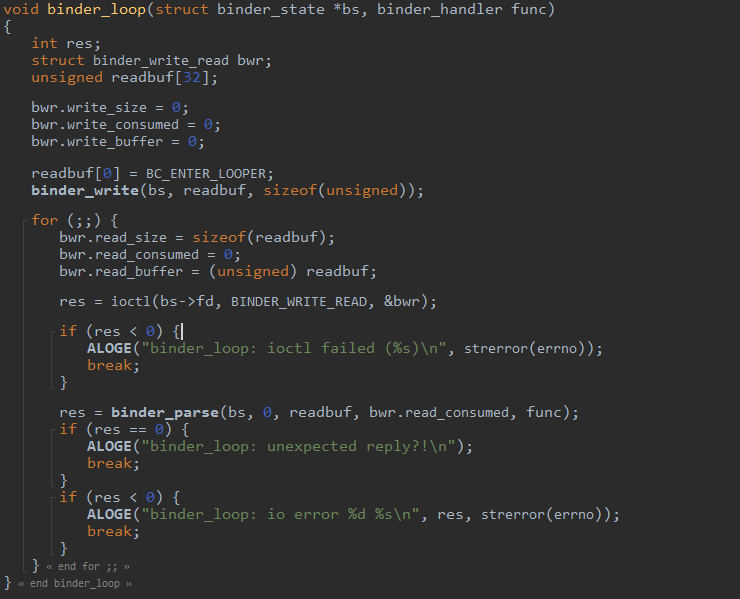 void binder_loop(struct binder_state *bs, binder_handler func)
{
    int res;
    struct binder_write_read bwr;
    unsigned readbuf[32];

    bwr.write_size = 0;
    bwr.write_consumed = 0;
    bwr.write_buffer = 0;

    readbuf[0] = BC_ENTER_LOOPER;
    binder_write(bs, readbuf, sizeof(unsigned));

    for (;;) {
        bwr.read_size = sizeof(readbuf);
        bwr.read_consumed = 0;
        bwr.read_buffer = (unsigned) readbuf;

        res = ioctl(bs->fd, BINDER_WRITE_READ, &bwr);

        if (res < 0) {
            ALOGE("binder_loop: ioctl failed (%s)\n", strerror(errno));
            break;
        }

        res = binder_parse(bs, 0, readbuf, bwr.read_consumed, func);
        if (res == 0) {
            ALOGE("binder_loop: unexpected reply?!\n");
            break;
        }
        if (res < 0) {
            ALOGE("binder_loop: io error %d %s\n", res, strerror(errno));
            break;
        }
    } « end for ;; »
} « end binder_loop »